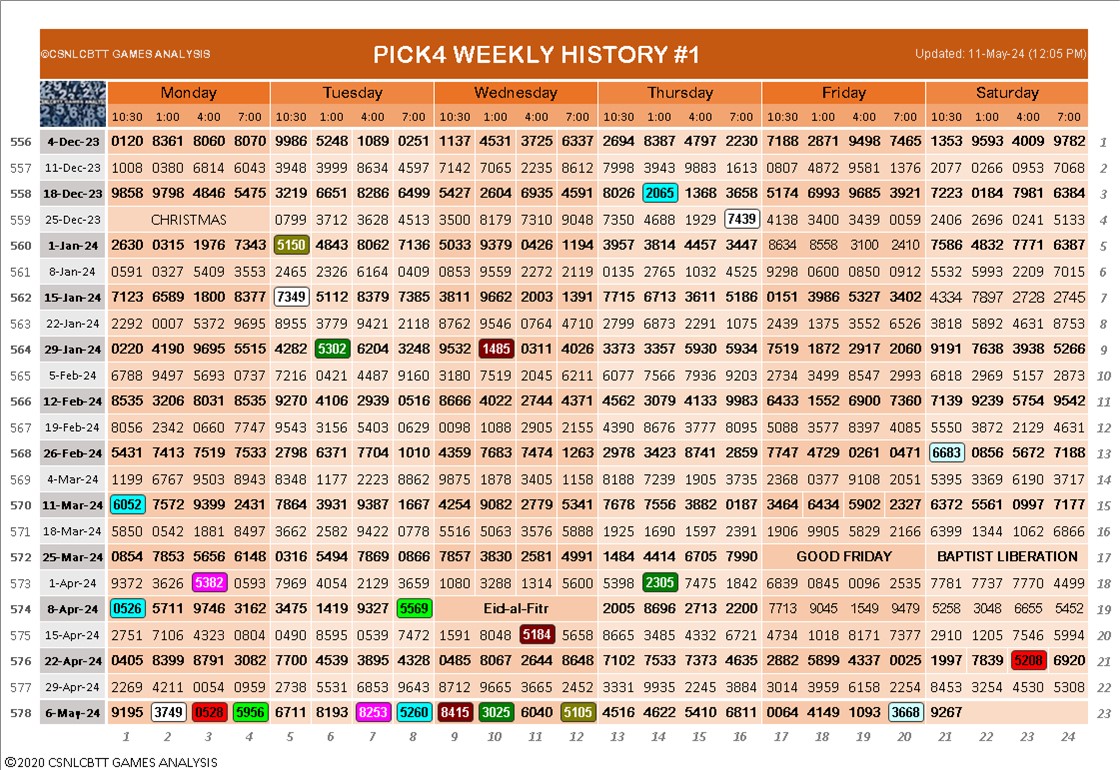 ©CSNLCBTT GAMES ANALYSIS PICK4 WEEKLY HISTORY #1 Updated: 11-May-24 (12:05 PM)
CSNLCBTT GAMES ANALYSIS Monday Tuesday Wednesday Thursday Friday Saturday
10:30 1:00 4:00 7:00 10:30 1:00 4:00 7:00 10:30 1:00 4:00 7:00 10:30 1:00 4:00 7:00 10:30 1:00 4:00 7:00 10:30 1:00 4:00 7:00
556 4-Dec-23 0120 8361 8060 8070 9986 5248 1089 0251 1137 4531 3725 6337 2694 8387 4797 2230 7188 2871 9498 7465 1353 9593 4009 9782 1
557 11-Dec-23 1008 0380 6814 6043 3948 3999 8634 4597 7142 7065 2235 8612 7998 3943 9883 1613 0807 4872 9581 1376 2077 0266 0953 7068 2
558 18-Dec-23 9858 9798 4846 5475 3219 6651 8286 6499 5427 2604 6935 4591 8026 2065 1368 3658 5174 6993 9685 3921 7223 0184 7981 6384 3
559 25-Dec-23 CHRISTMAS 0799 3712 3628 4513 3500 8179 7310 9048 7350 4688 1929 7439 4138 3400 3439 0059 2406 2696 0241 5133 4
560 1-Jan-24 2630 0315 1976 7343 5150 4843 8062 7136 5033 9379 0426 1194 3957 3814 4457 3447 8634 8558 3100 2410 7586 4832 7771 6387 5
561 8-Jan-24 0591 0327 5409 3553 2465 2326 6164 0409 0853 9559 2272 2119 0135 2765 1032 4525 9298 0600 0850 0912 5532 5993 2209 7015 6
562 15-Jan-24 7123 6589 1800 8377 7349 5112 8379 7385 3811 9662 2003 1391 7715 6713 3611 5186 0151 3986 5327 3402 4334 7897 2728 2745 7
563 22-Jan-24 2292 0007 5372 9695 8955 3779 9421 2118 8762 9546 0764 4710 2799 6873 2291 1075 2439 1375 3552 6526 3818 5892 4631 8753 8
564 29-Jan-24 0220 4190 9695 5515 4282 5302 6204 3248 9532 1485 0311 4026 3373 3357 5930 5934 7519 1872 2917 2060 9191 7638 3938 5266 9
565 5-Feb-24 6788 9497 5693 0737 7216 0421 4487 9160 3180 7519 2045 6211 6077 7566 7936 9203 2734 3499 8547 2993 6818 2969 5157 2873 10
566 12-Feb-24 8535 3206 8031 8535 9270 4106 2939 0516 8666 4022 2744 4371 4562 3079 4133 9983 6433 1552 6900 7360 7139 9239 5754 9542 11
567 19-Feb-24 8056 2342 0660 7747 9543 3156 5403 0629 0098 1088 2905 2155 4390 8676 3777 8095 5088 3577 8397 4085 5550 3872 2129 4631 12
568 26-Feb-24 5431 7413 7519 7533 2798 6371 7704 1010 4359 7683 7474 1263 2978 3423 8741 2859 7747 4729 0261 0471 6683 0856 5672 7188 13
569 4-Mar-24 1199 6767 9503 8943 8348 1177 2223 8862 9875 1878 3405 1158 8188 7239 1905 3735 2368 0377 9108 2051 5395 3369 6190 3717 14
570 11-Mar-24 6052 7572 9399 2431 7864 3931 9387 1667 4254 9082 2779 5341 7678 7556 3882 0187 3464 6434 5902 2327 6372 5561 0997 7177 15
571 18-Mar-24 5850 0542 1881 8497 3662 2582 9422 0778 5516 5063 3576 5888 1925 1690 1597 2391 1906 9905 5829 2166 6399 1344 1062 6866 16
572 25-Mar-24 0854 7853 5656 6148 0316 5494 7869 0866 7857 3830 2581 4991 1484 4414 6705 7990 GOOD FRIDAY BAPTIST LIBERATION 17
573 1-Apr-24 9372 3626 5382 0593 7969 4054 2129 3659 1080 3288 1314 5600 5398 2305 7475 1842 6839 0845 0096 2535 7781 7737 7770 4499 18
574 8-Apr-24 0526 5711 9746 3162 3475 1419 9327 5569 Eid-al-Fitr 2005 8696 2713 2200 7713 9045 1549 9479 5258 3048 6655 5452 19
575 15-Apr-24 2751 7106 4323 0804 0490 8595 0539 7472 1591 8048 5184 5658 8665 3485 4332 6721 4734 1018 8171 7377 2910 1205 7546 5994 20
576 22-Apr-24 0405 8399 8791 3082 7700 4539 3895 4328 0485 8067 2644 8648 7102 7533 7373 4635 2882 5899 4337 0025 1997 7839 5208 6920 21
577 29-Apr-24 2269 4211 0054 0959 2738 5531 6853 9643 8712 9665 3665 2452 3331 9935 2245 3884 3014 3959 6158 2254 8453 3254 4530 5308 22
578 6-May-24 9195 3749 0528 5956 6711 8193 8253 5260 8415 3025 6040 5105 4516 4622 5410 6811 0064 4149 1093 3668 9267 23
1 2 3 4 5 6 7 8 9 10 11 12 13 14 15 16 17 18 19 20 21 22 23 24
©2020 CSNLCBTT GAMES ANALYSIS